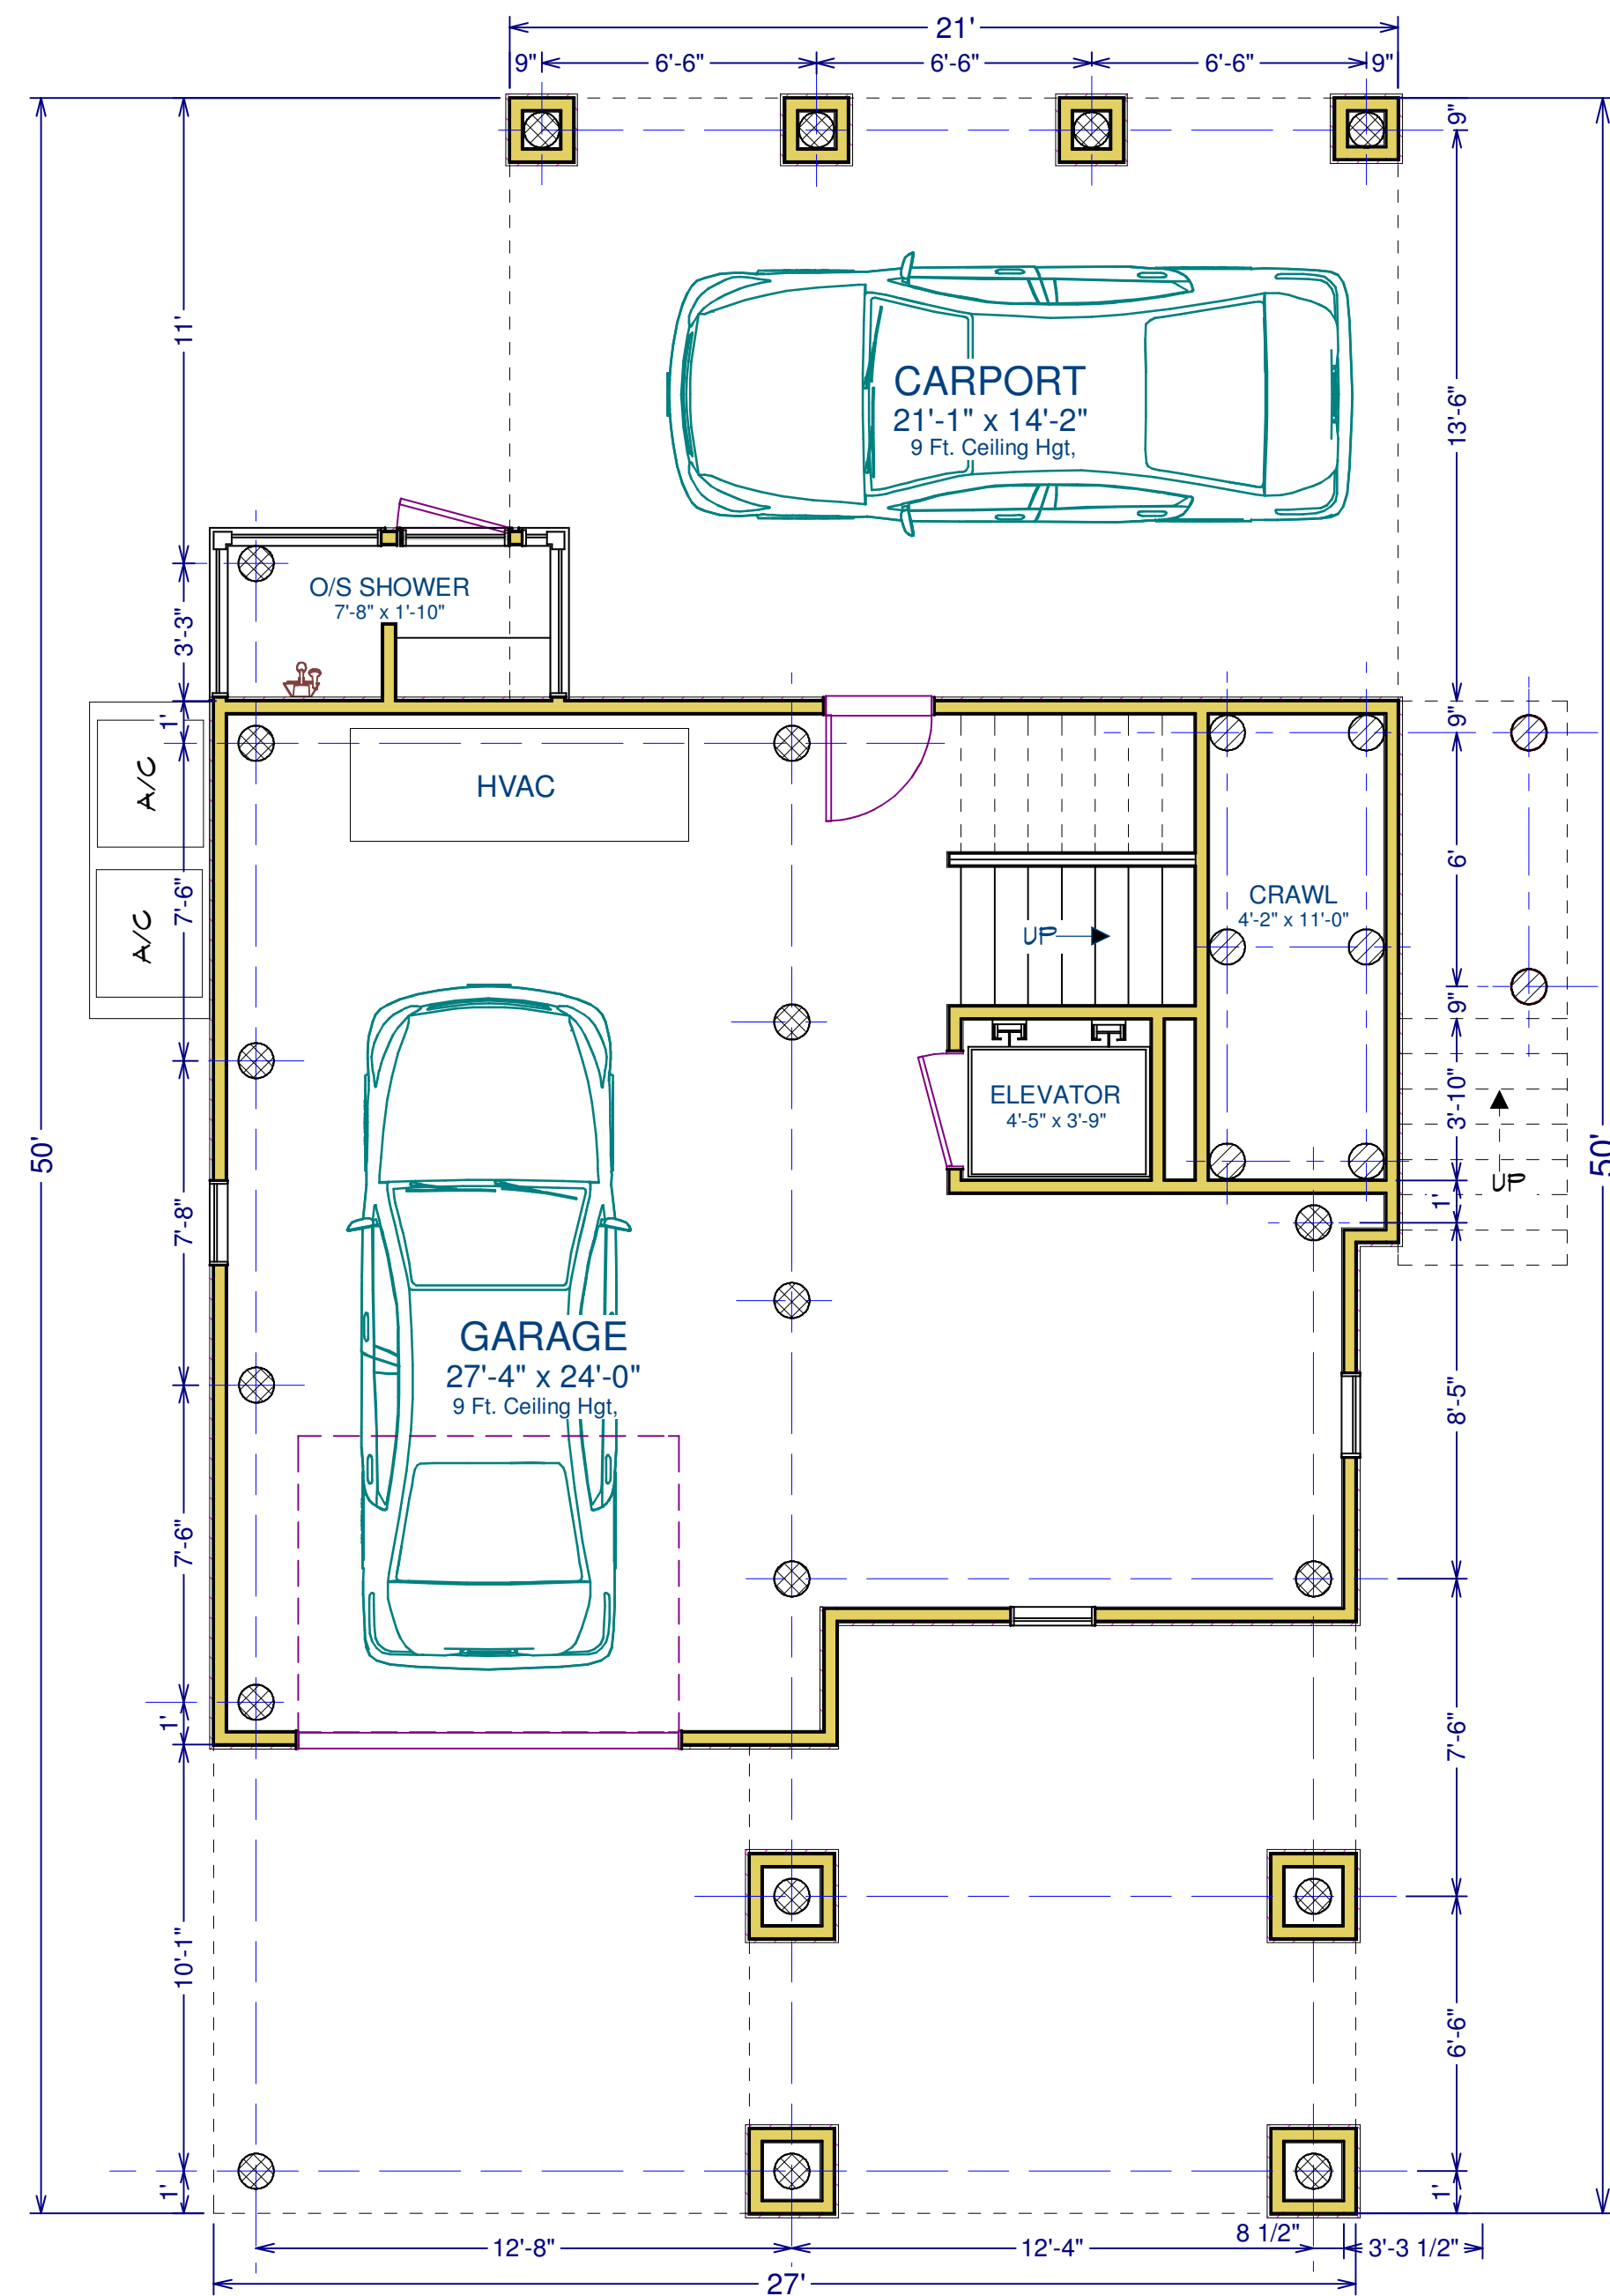 21'
9"
6'-6"
6'-6"
6'-6"
9"
9"
11'
13'-6"
CARPORT
21'-1" x 14'-2"
9 Ft. Ceiling Hgt,
O/S SHOWER
7'-8" x 1'-10"
3'-3"
1'
9"
A/C
HVAC
6'
7'-6"
CRAWL
4'-2" x 11'-0"
A/C
UP
9"
ELEVATOR
4'-5" x 3'-9"
3'-10"
50'
50'
UP
7'-8"
1'
GARAGE
27'-4" x 24'-0"
9 Ft. Ceiling Hgt,
8'-5"
7'-6"
1'
7'-6"
10'-1"
6'-6"
1'
1'
12'-8"
12'-4"
8 1/2"
3'-3 1/2"
27'